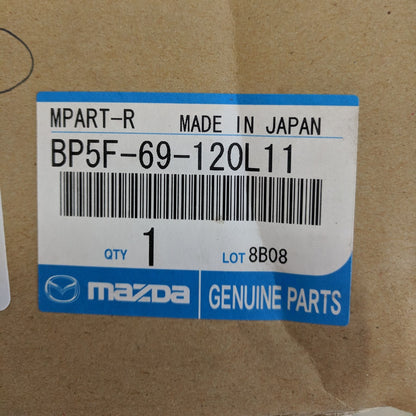 MPART-R MADE IN JAPAN
BP5F-69-120L11
QTY 1 LOT 8B08
mazda GENUINE PARTS